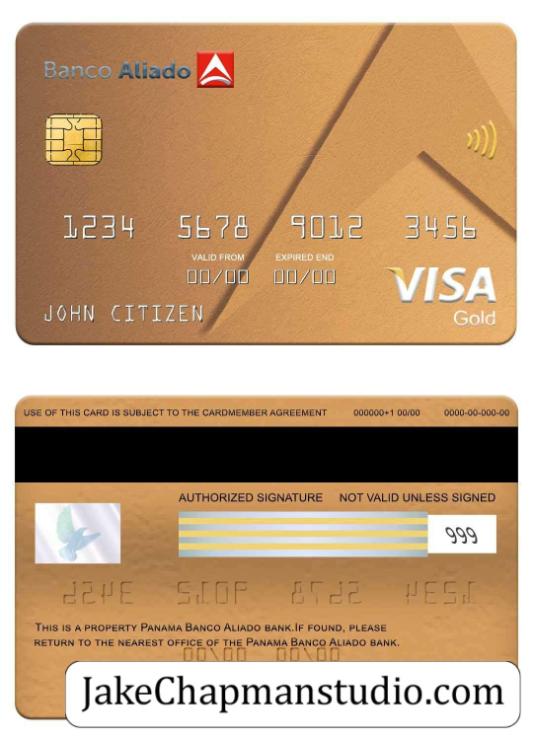 Banco Aliado
1234 5678 9012 3456
VALID FROM EXPIRED END
00/00 00/00
VISA
JOHN CITIZEN
Gold
USE OF THIS CARD IS SUBJECT TO THE CARDMEMBER AGREEMENT 000000+1 00/00 0000-00-000-00
AUTHORIZED SIGNATURE NOT VALID UNLESS SIGNED
999
THIS IS A PROPERTY PANAMA BANCO ALIADO BANK.IF FOUND, PLEASE
RETURN TO THE NEAREST OFFICE OF THE PANAMA BANCO ALIADO BANK.
JakeChapmanstudio.com